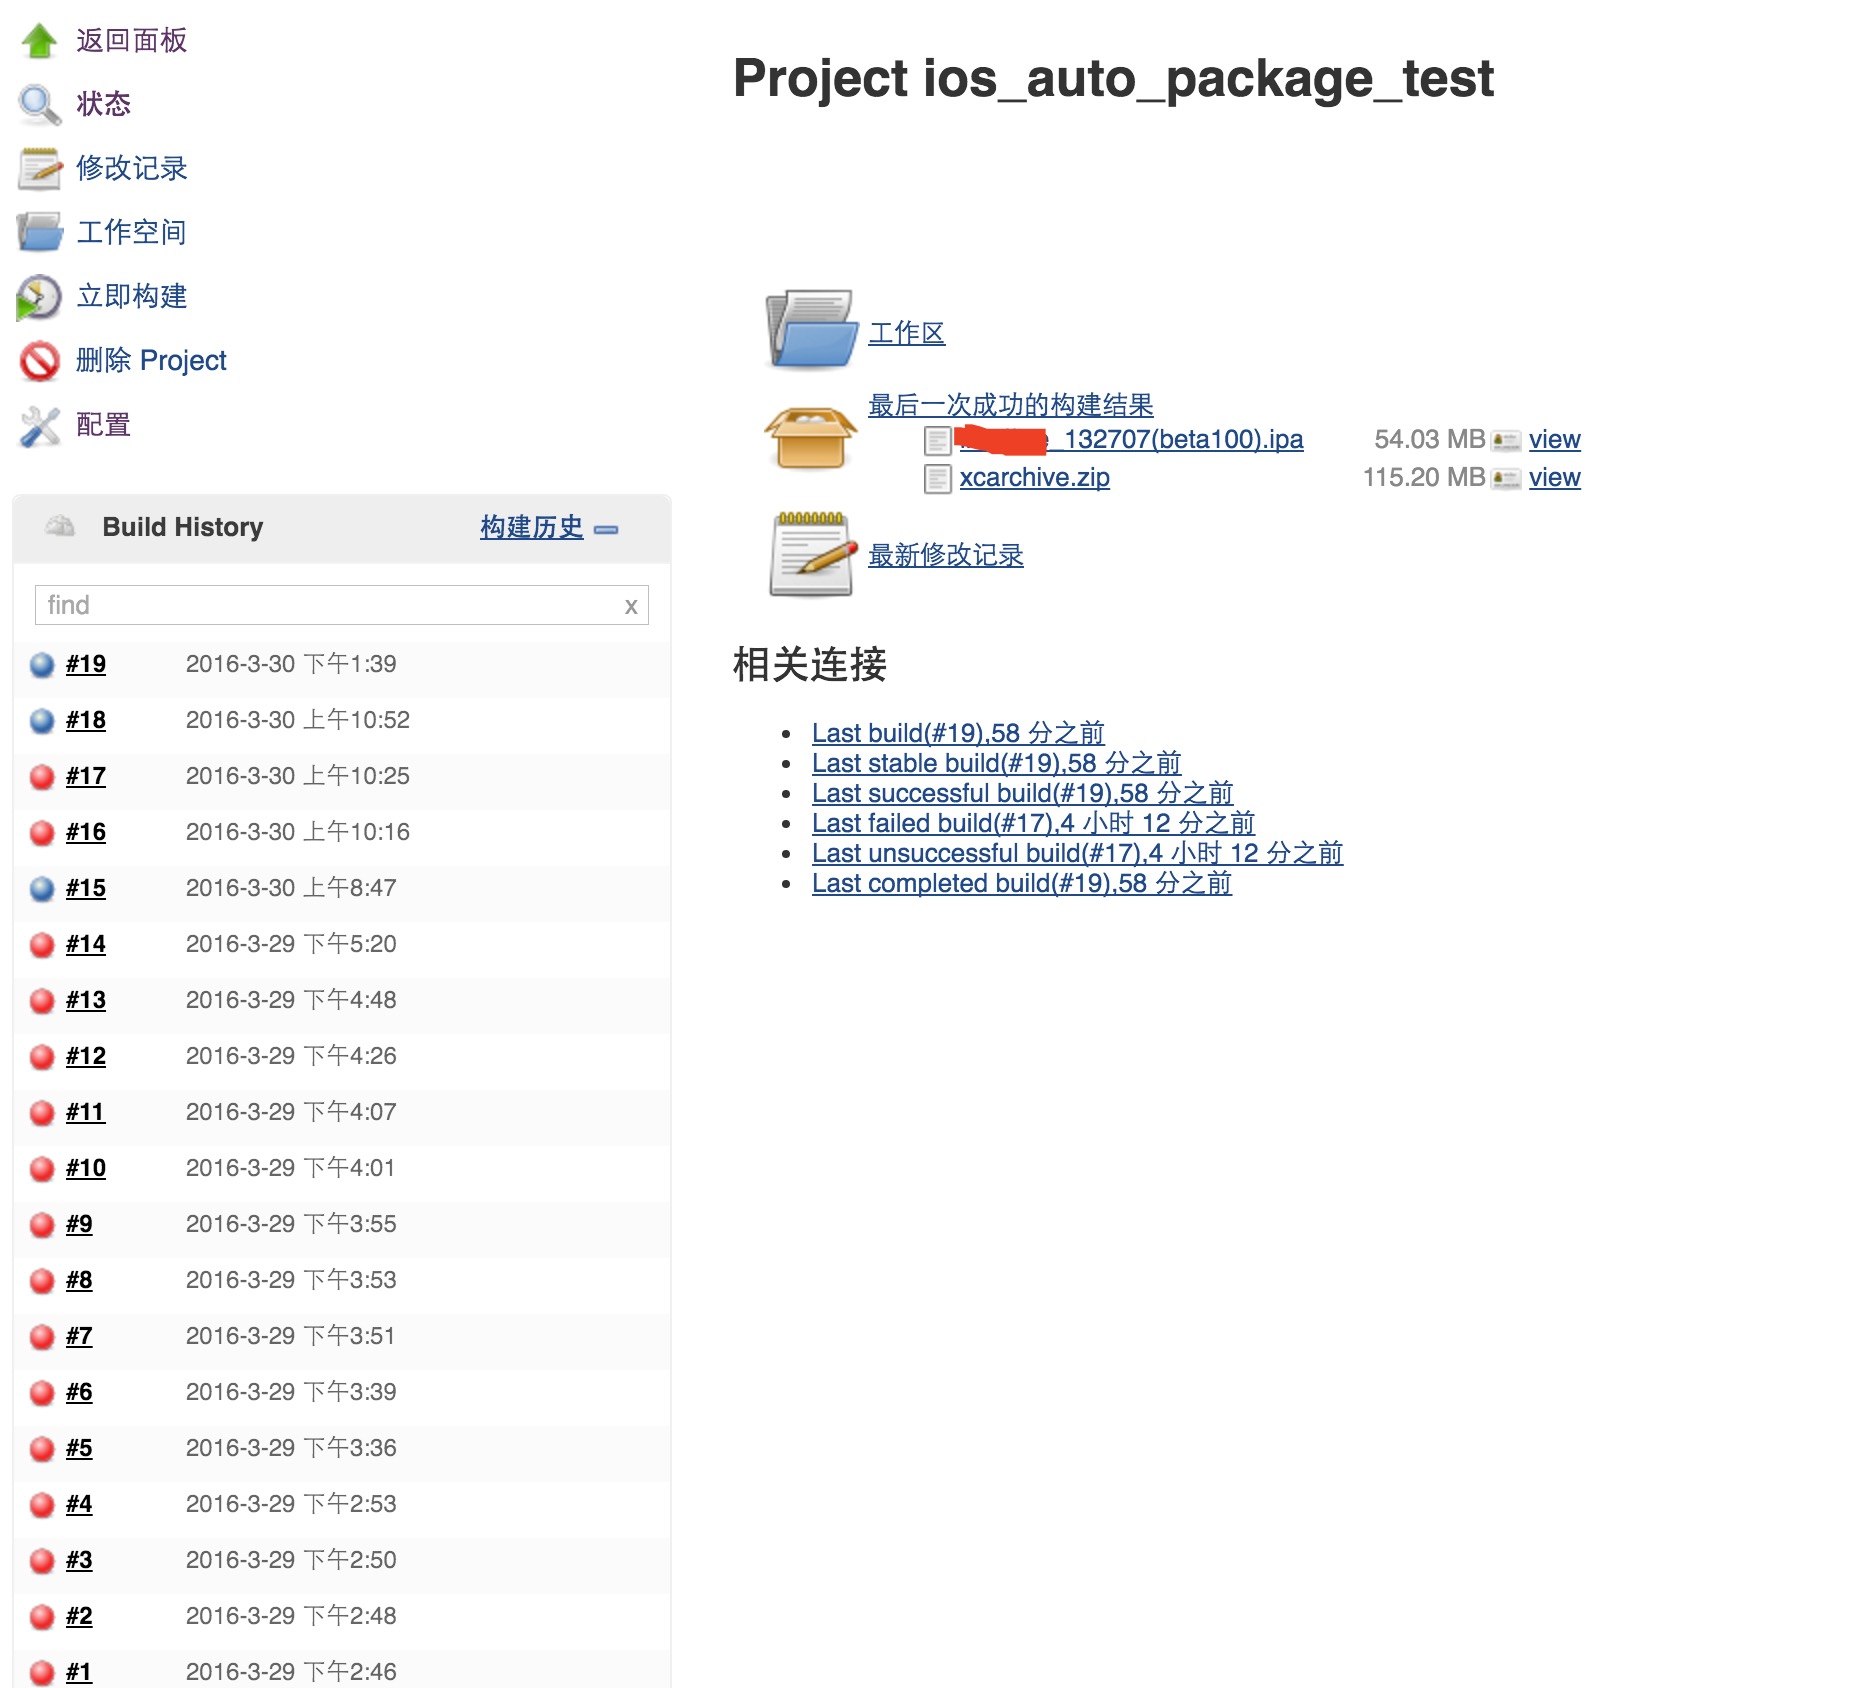 返回面板
状态
修改记录
工作空间
立即构建
删除 Project
配置
Build History 构建历史
find x
#19 2016-3-30 下午1:39
#18 2016-3-30 上午10:52
#17 2016-3-30 上午10:25
#16 2016-3-30 上午10:16
#15 2016-3-30 上午8:47
#14 2016-3-29 下午5:20
#13 2016-3-29 下午4:48
#12 2016-3-29 下午4:26
#11 2016-3-29 下午4:07
#10 2016-3-29 下午4:01
#9 2016-3-29 下午3:55
#8 2016-3-29 下午3:53
#7 2016-3-29 下午3:51
#6 2016-3-29 下午3:39
#5 2016-3-29 下午3:36
#4 2016-3-29 下午2:53
#3 2016-3-29 下午2:50
#2 2016-3-29 下午2:48
#1 2016-3-29 下午2:46
Project ios_auto_package_test
工作区
最后一次成功的构建结果
_132707(beta100).ipa 54.03 MB view
xcarchive.zip 115.20 MB view
最新修改记录
相关连接
Last build(#19),58 分之前
Last stable build(#19),58 分之前
Last successful build(#19),58 分之前
Last failed build(#17),4 小时 12 分之前
Last unsuccessful build(#17),4 小时 12 分之前
Last completed build(#19),58 分之前